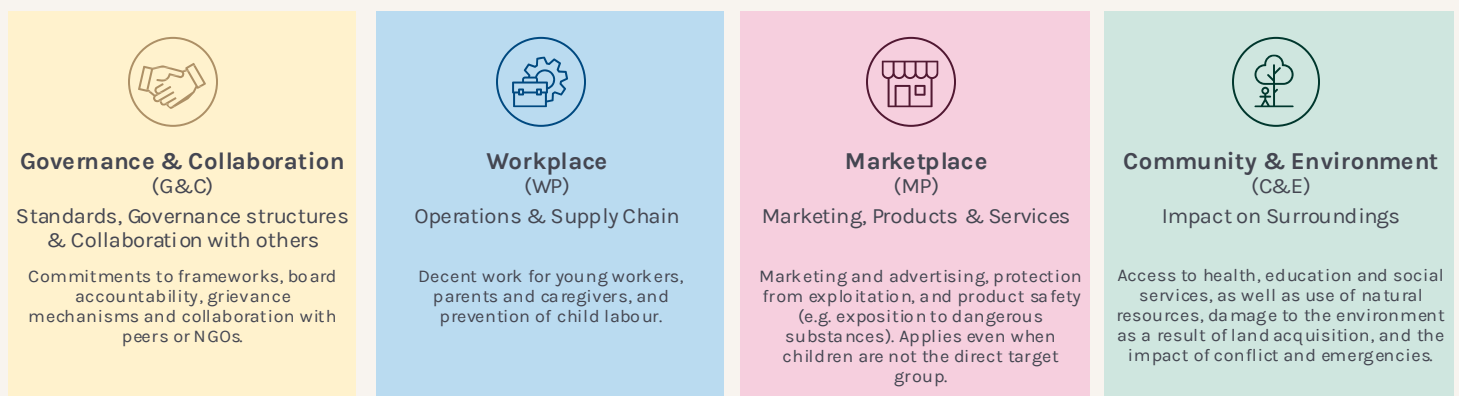 Governance & Collaboration
(G&C)
Standards, Governance structures
& Collaboration with others
Commitments to frameworks, board
accountability, grievance
mechanisms and collaboration with
peers or NGOs.
Workplace
(WP)
Operations & Supply Chain
Decent work for young workers,
parents and caregivers, and
prevention of child labour.
Marketplace
(MP)
Marketing, Products & Services
Marketing and advertising, protection
from exploitation, and product safety
(e.g. exposition to dangerous
substances). Applies even when
children are not the direct target
group.
Community & Environment
(C&E)
Impact on Surroundings
Access to health, education and social
services, as well as use of natural
resources, damage to the environment
as a result of land acquisition, and the
impact of conflict and emergencies.